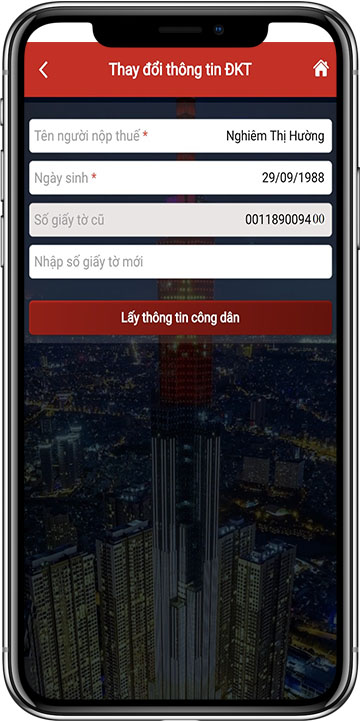 Thay đổi thông tin ĐKT
Tên người nộp thuế * Nghiêm Thị Hường
Ngày sinh * 29/09/1988
Số giấy tờ cũ 001189009400
Nhập số giấy tờ mới
Lấy thông tin công dân